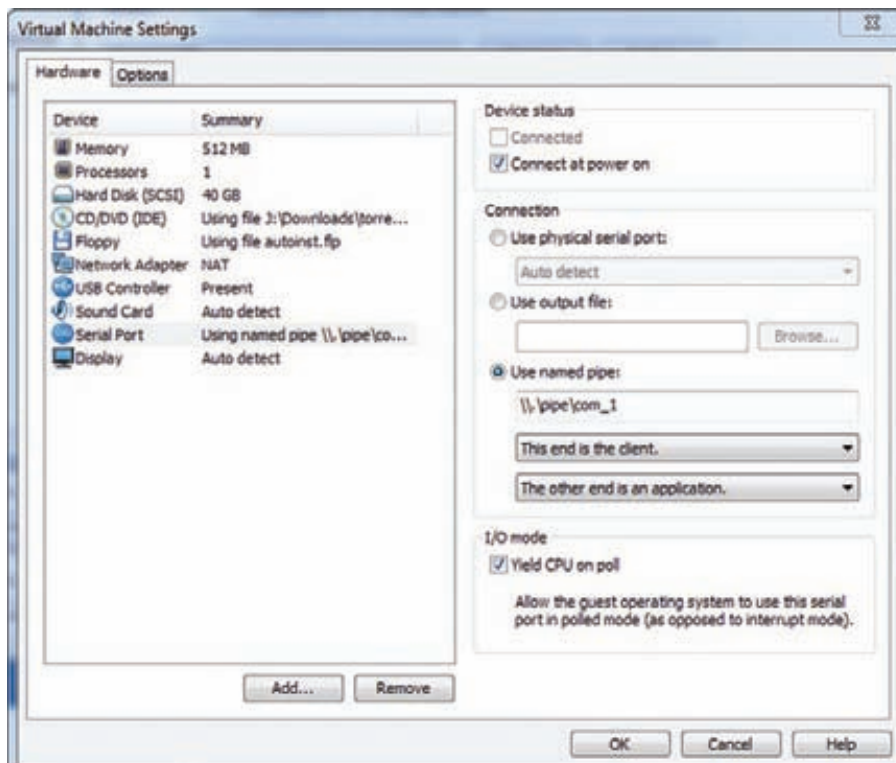 Virtual Machine Settings
Hardware Options
Device Summary
Memory 512 MB
Processors 1
Hard Disk (SCSI) 40 GB
CD/DVD (IDE) Using file J:\Downloads\torre...
Floppy Using file autoinst.flp
Network Adapter NAT
USB Controller Present
Sound Card Auto detect
Serial Port Using named pipe \\.\pipe\co...
Display Auto detect
Add... Remove
Device status
Connected
Connect at power on
Connection
Use physical serial port:
Auto detect
Use output file:
Browse...
Use named pipe:
\\.\pipe\com_1
This end is the client.
The other end is an application.
I/O mode
Yield CPU on poll
Allow the guest operating system to use this serial
port in polled mode (as opposed to interrupt mode).
OK Cancel Help